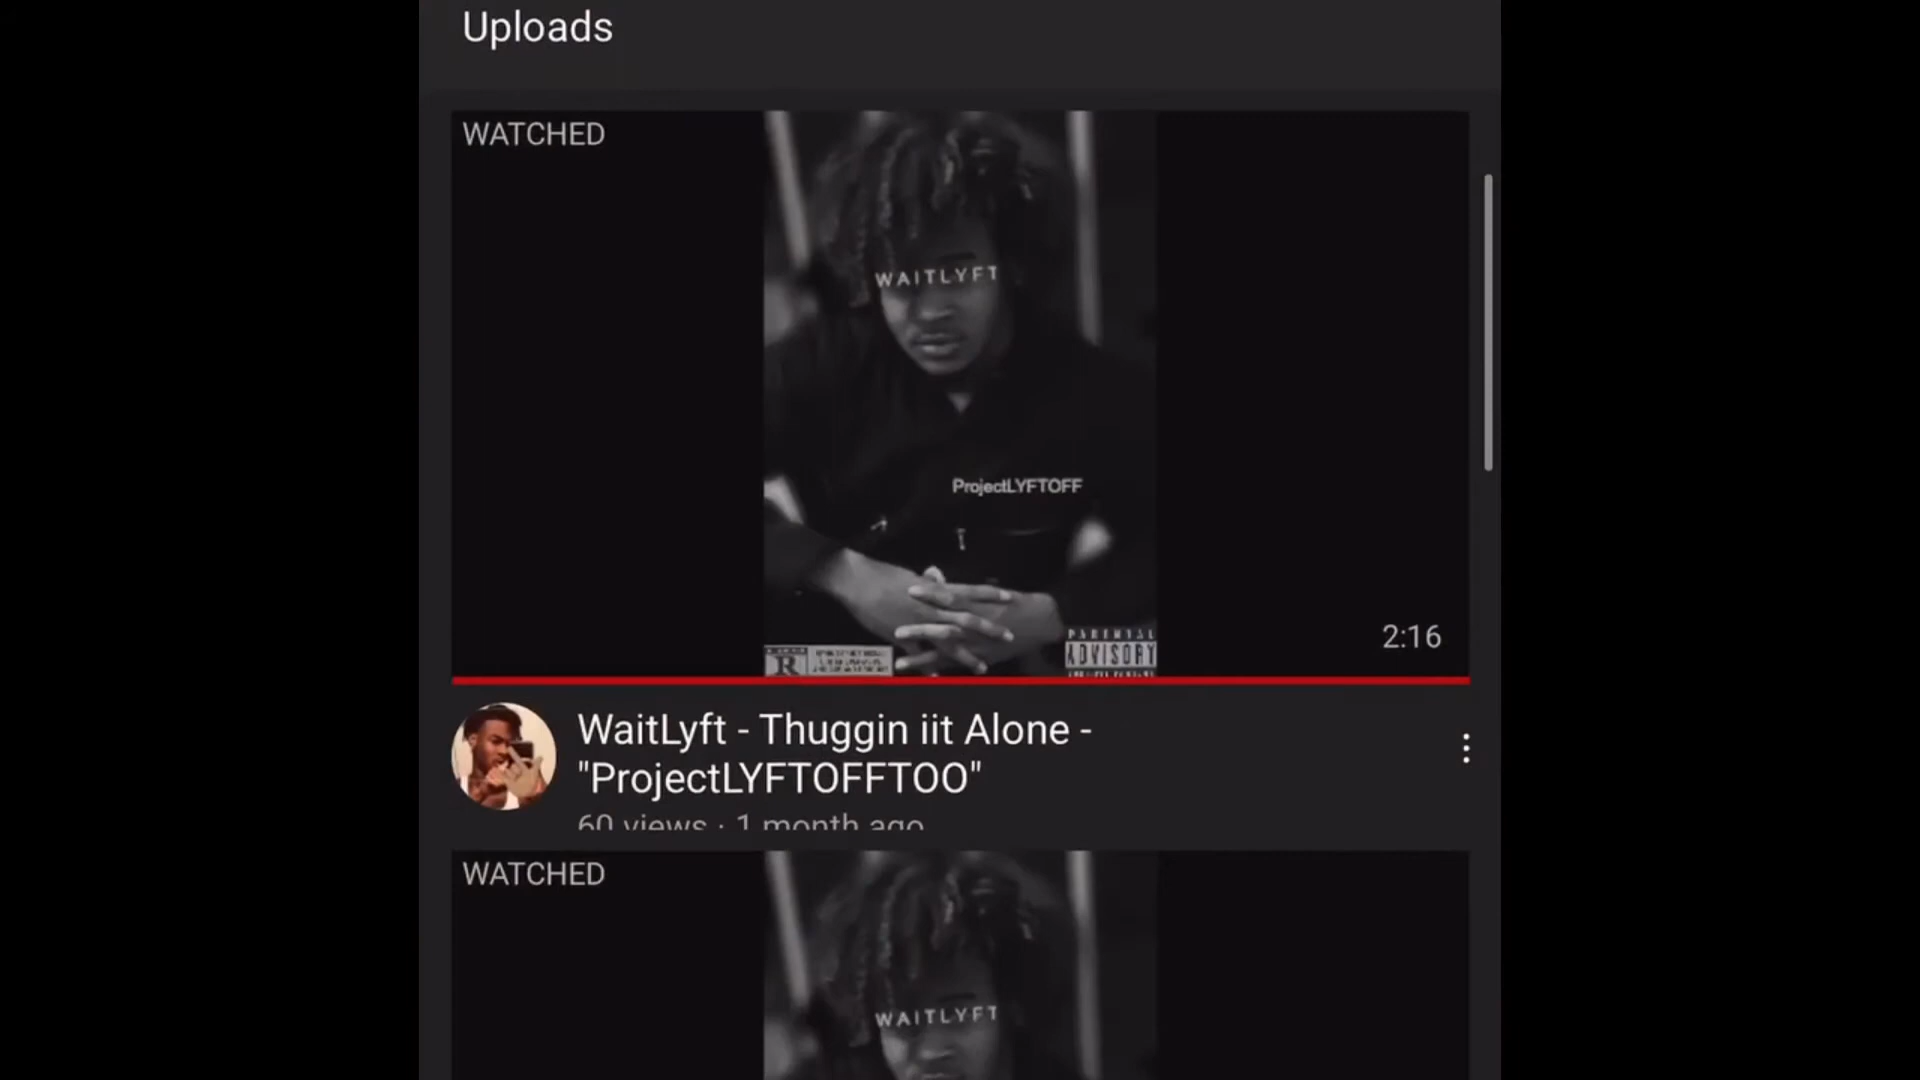 Uploads
WATCHED
WAITLYFT
ProjectLYFTOFF
R
PARENTAL
ADVISORY
2:16
WaitLyft - Thuggin iit Alone -
"ProjectLYFTOFFTOO"
60 views · 1 month ago
WATCHED
WAITLYFT